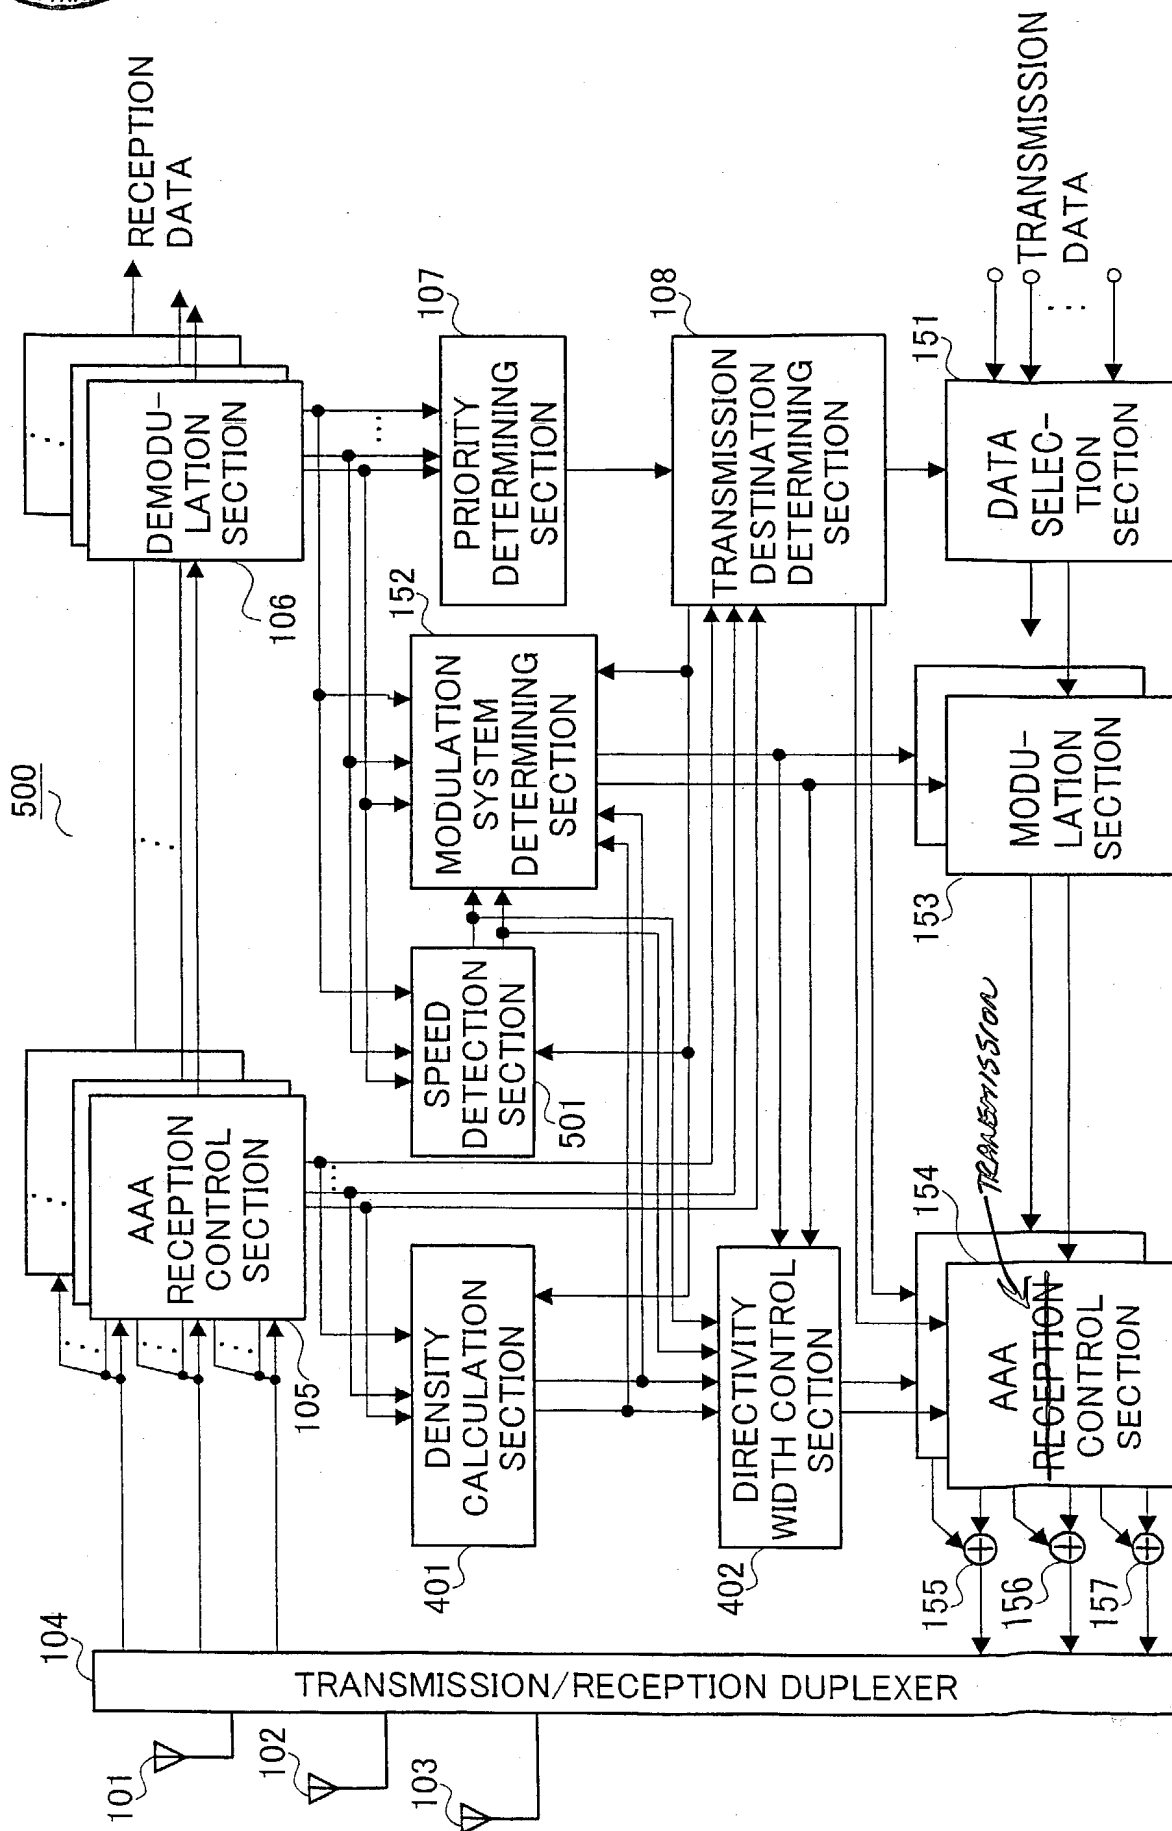 500
101
102
103
104
TRANSMISSION/RECEPTION DUPLEXER
105
AAA
RECEPTION
CONTROL
SECTION
106
DEMODU-
LATION
SECTION
RECEPTION
DATA
401
DENSITY
CALCULATION
SECTION
501
SPEED
DETECTION
SECTION
152
MODULATION
SYSTEM
DETERMINING
SECTION
107
PRIORITY
DETERMINING
SECTION
402
DIRECTIVITY
WIDTH CONTROL
SECTION
108
TRANSMISSION
DESTINATION
DETERMINING
SECTION
155
156
157
154
TRANSMISSION
AAA
RECEPTION
CONTROL
SECTION
153
MODU-
LATION
SECTION
151
DATA
SELEC-
TION
SECTION
TRANSMISSION
DATA